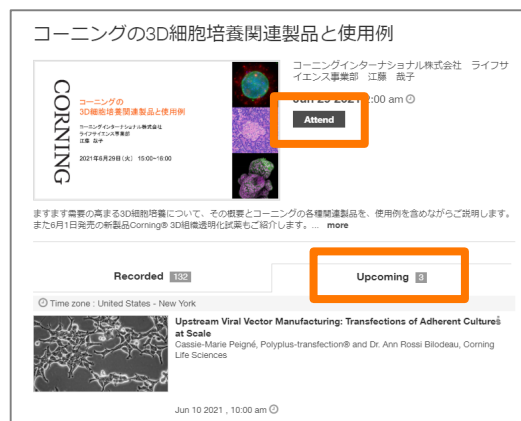 コーニングの3D細胞培養関連製品と使用例
コーニングインターナショナル株式会社 ライフサ
イエンス事業部 江藤 哉子
Jun 29 2021 2:00 am
Attend
CORNING
コーニングの
3D細胞培養関連製品と使用例
コーニングインターナショナル株式会社
ライフサイエンス事業部
江藤 哉子
2021年6月29日(火) 15:00-16:00
ますます需要の高まる3D細胞培養について、その概要とコーニングの各種関連製品を、使用例を含めながらご説明します。
また6月1日発売の新製品Corning® 3D組織透明化試薬もご紹介します。... more
Recorded 132
Upcoming 3
Time zone : United States - New York
Upstream Viral Vector Manufacturing: Transfections of Adherent Cultures
at Scale
Cassie-Marie Peigné, Polyplus-transfection® and Dr. Ann Rossi Bilodeau, Corning
Life Sciences
Jun 10 2021 , 10:00 am